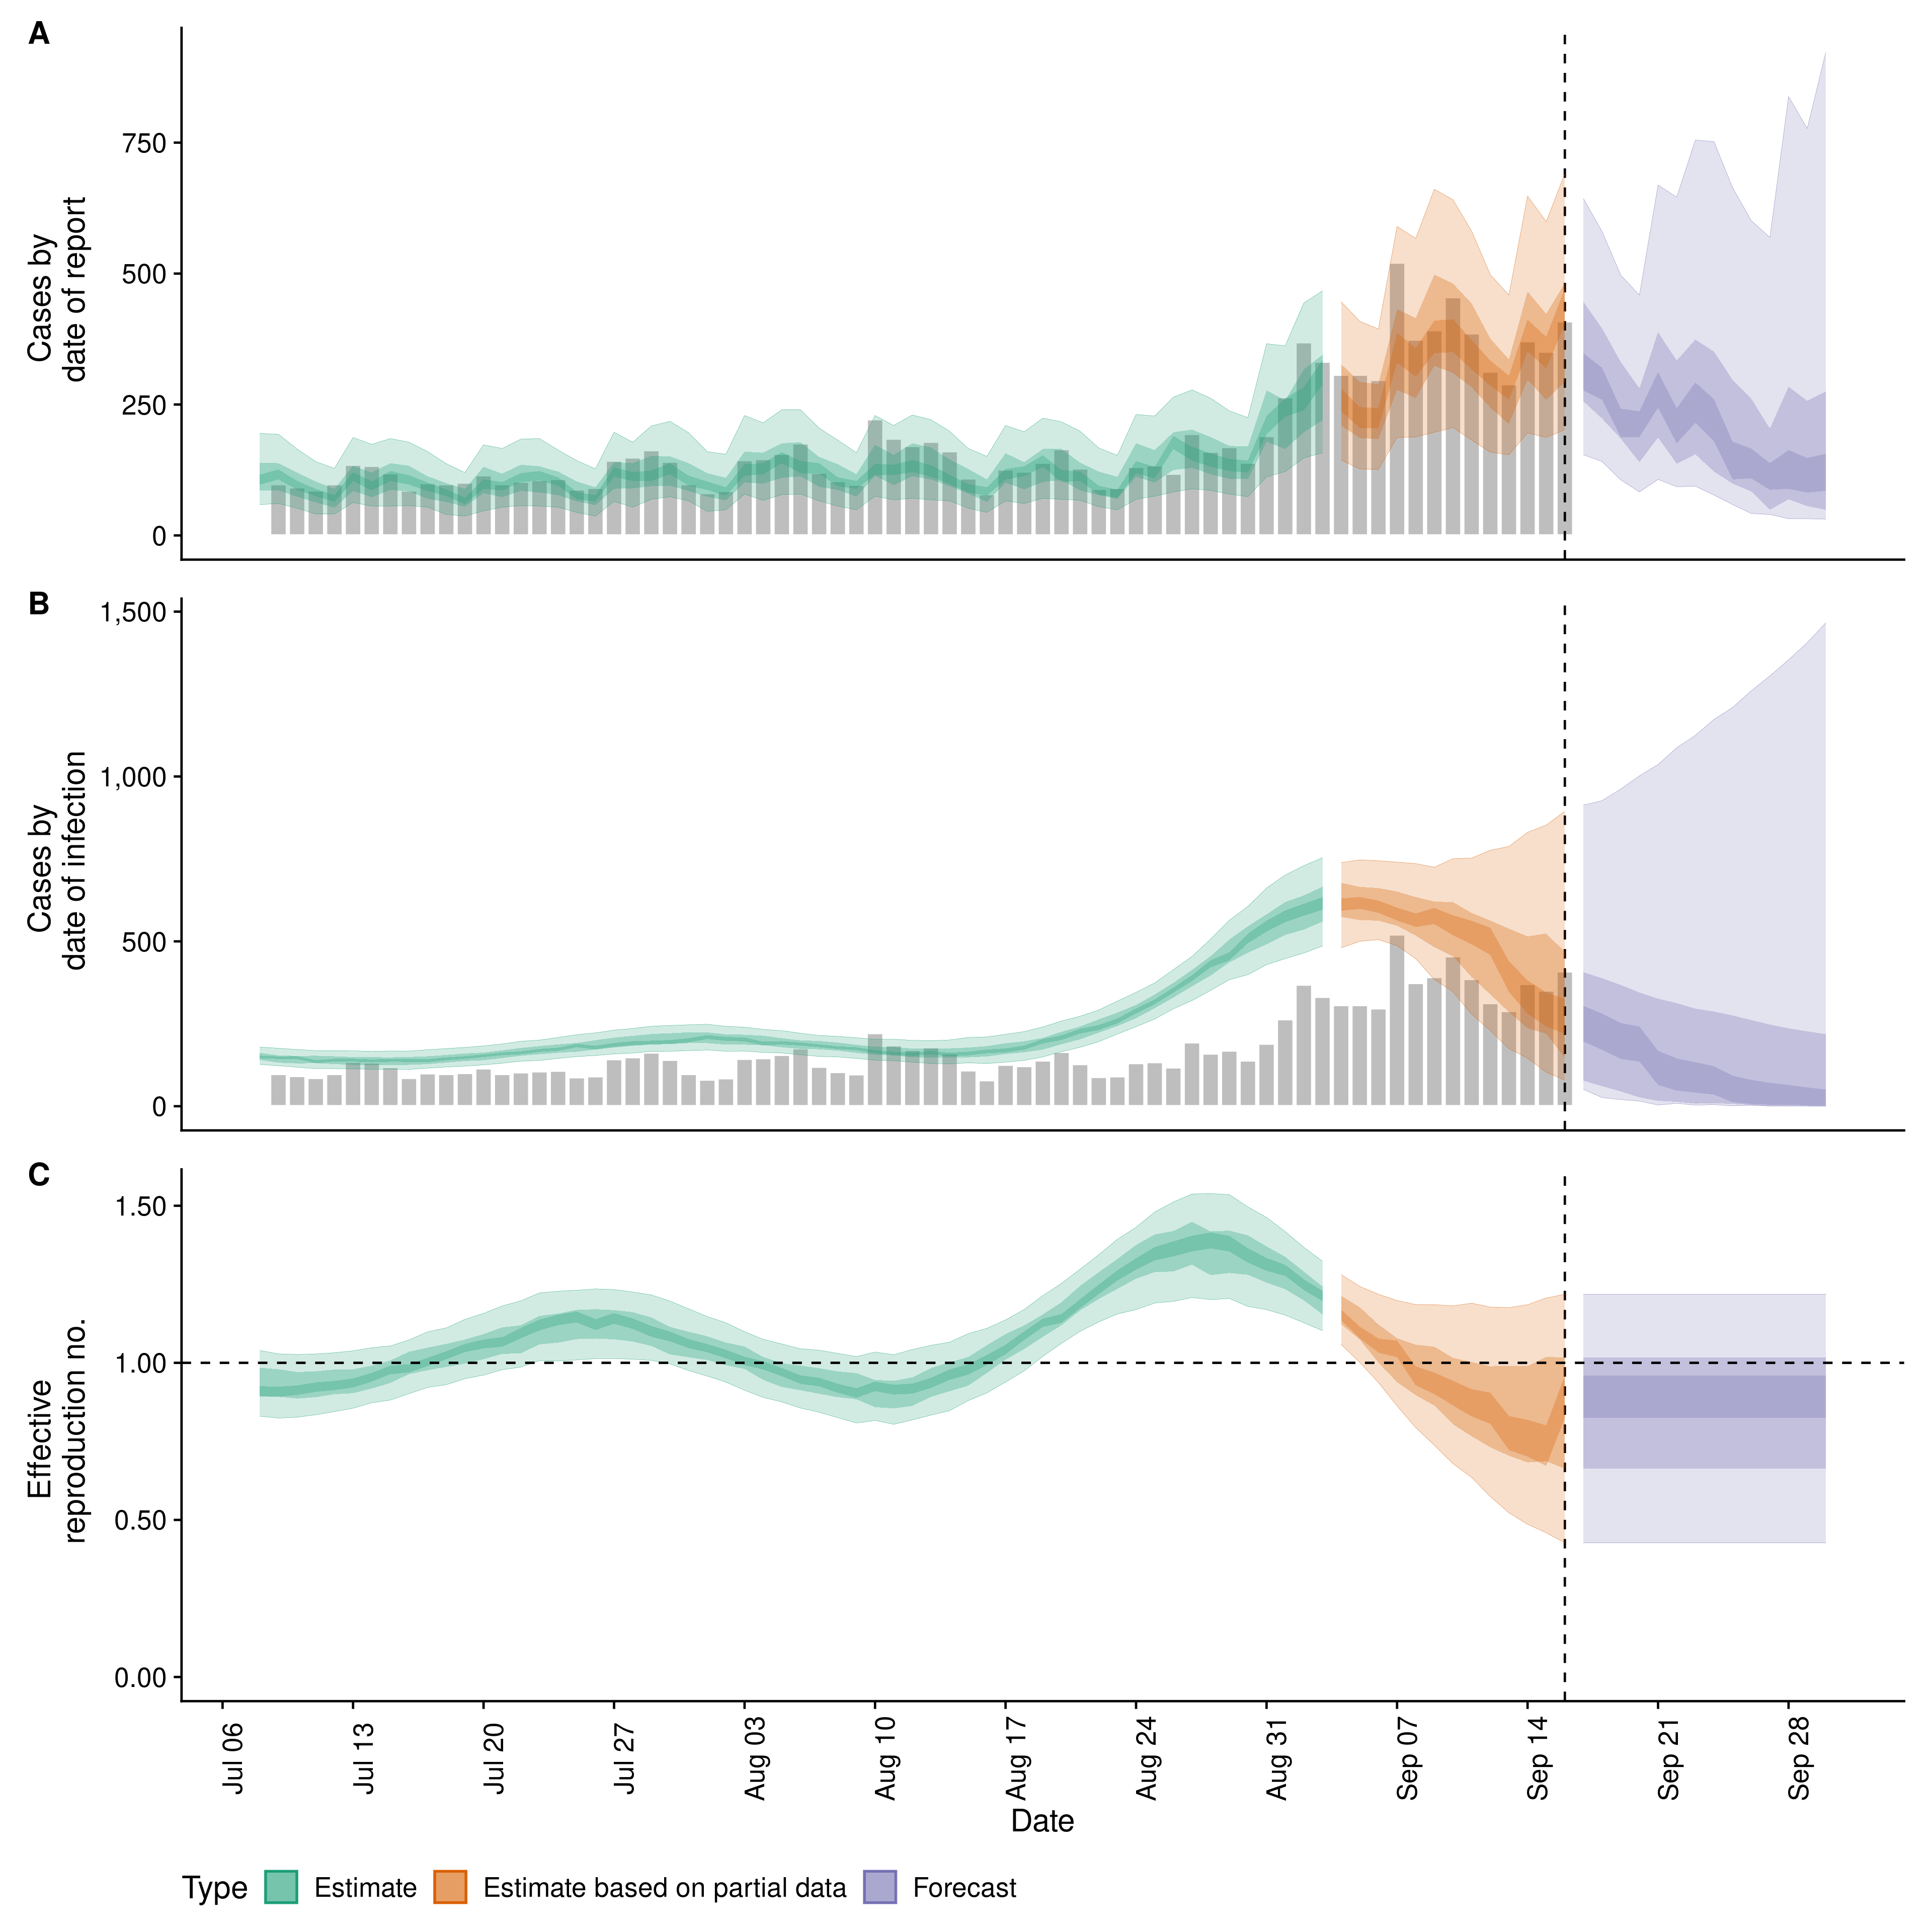 A
750
500
250
0
Cases by
date of report
B
1,500
1,000
500
0
Cases by
date of infection
C
1.50
1.00
0.50
0.00
Effective
reproduction no.
Jul 06
Jul 13
Jul 20
Jul 27
Aug 03
Aug 10
Aug 17
Aug 24
Aug 31
Sep 07
Sep 14
Sep 21
Sep 28
Date
Type Estimate Estimate based on partial data Forecast